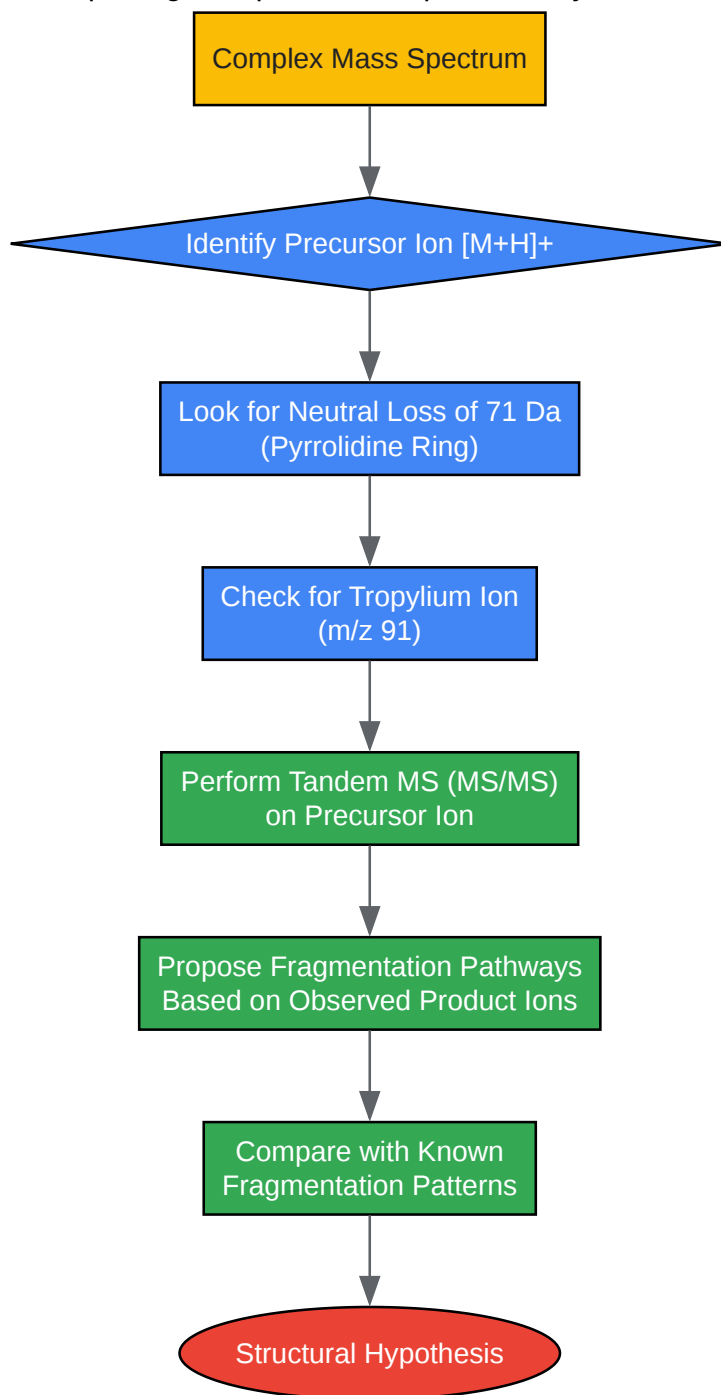 Complex Mass Spectrum
Identify Precursor Ion [M+H]+
Look for Neutral Loss of 71 Da
(Pyrrolidine Ring)
Check for Tropylium Ion
(m/z 91)
Perform Tandem MS (MS/MS)
on Precursor Ion
Propose Fragmentation Pathways
Based on Observed Product Ions
Compare with Known
Fragmentation Patterns
Structural Hypothesis